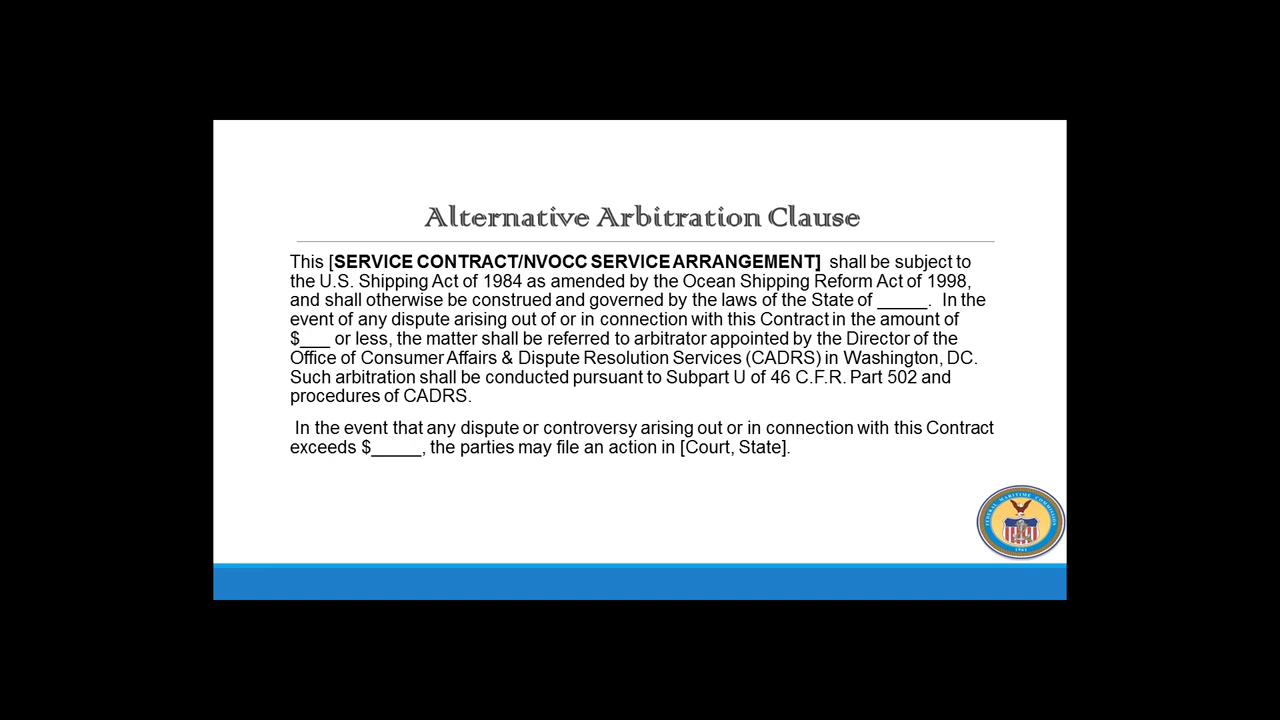 Alternative Arbitration Clause
This [SERVICE CONTRACT/NVOCC SERVICE ARRANGEMENT] shall be subject to
the U.S. Shipping Act of 1984 as amended by the Ocean Shipping Reform Act of 1998,
and shall otherwise be construed and governed by the laws of the State of _____. In the
event of any dispute arising out of or in connection with this Contract in the amount of
$___ or less, the matter shall be referred to arbitrator appointed by the Director of the
Office of Consumer Affairs & Dispute Resolution Services (CADRS) in Washington, DC.
Such arbitration shall be conducted pursuant to Subpart U of 46 C.F.R. Part 502 and
procedures of CADRS.
In the event that any dispute or controversy arising out or in connection with this Contract
exceeds $_____, the parties may file an action in [Court, State].
FEDERAL MARITIME COMMISSION
1961